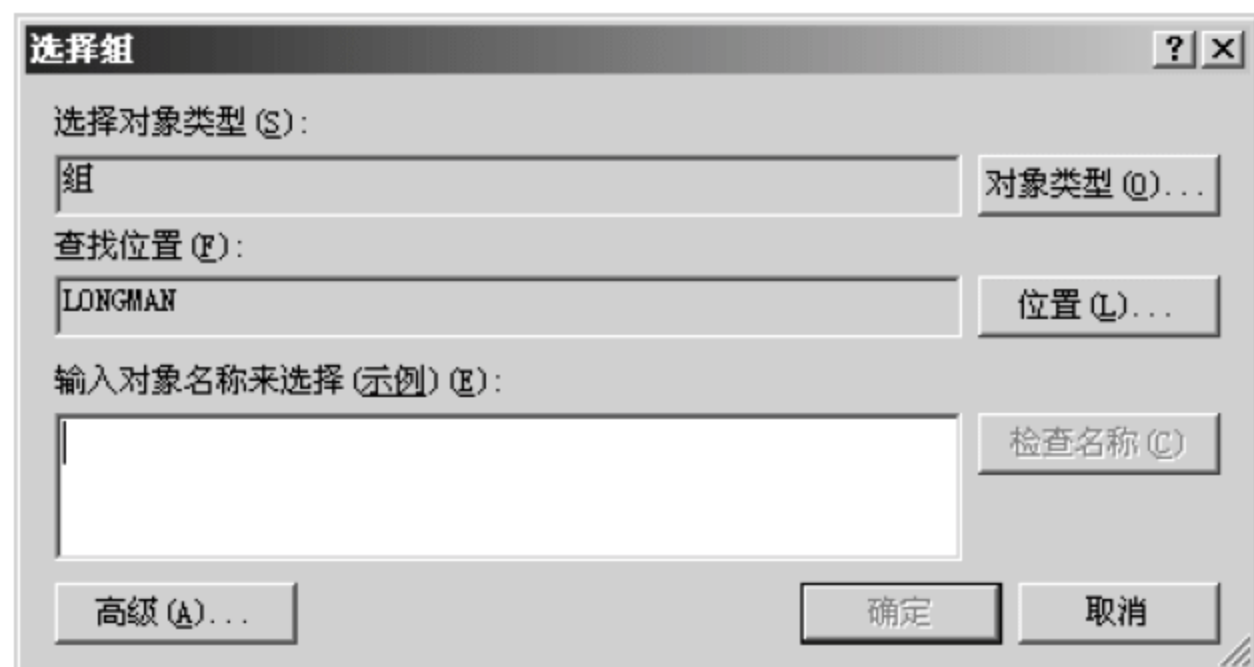 选择组
选择对象类型(S):
组
对象类型(O)...
查找位置(F):
LONGMAN
位置(L)...
输入对象名称来选择(示例)(E):
检查名称(C)
高级(A)...
确定
取消